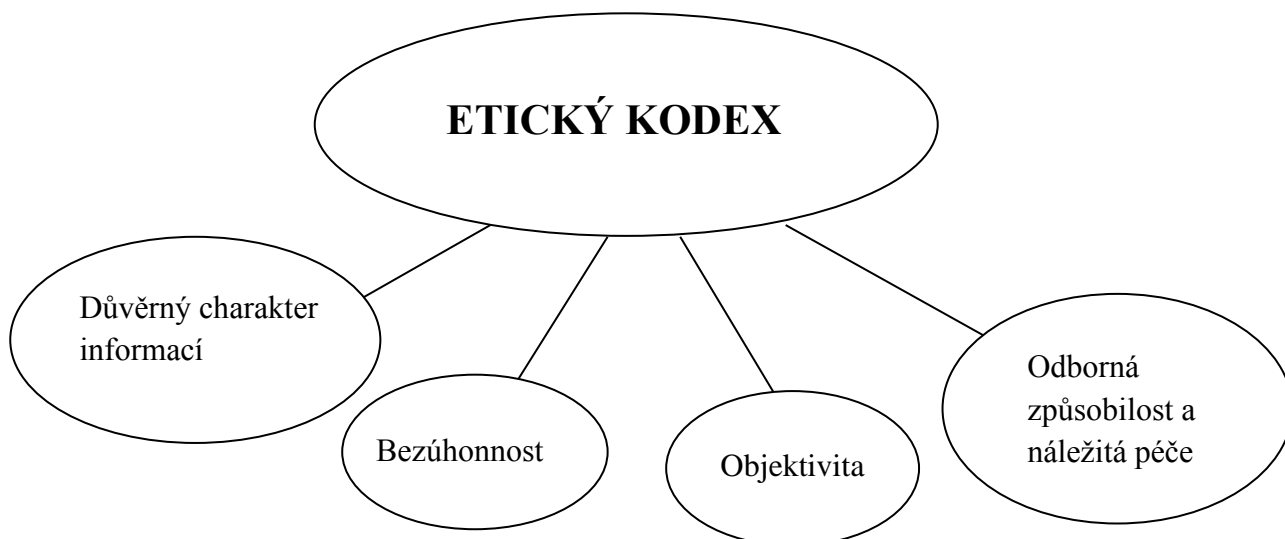 ETICKÝ KODEX
Důvěrný charakter
informací
Bezúhonnost
Objektivita
Odborná
způsobilost a
náležitá péče